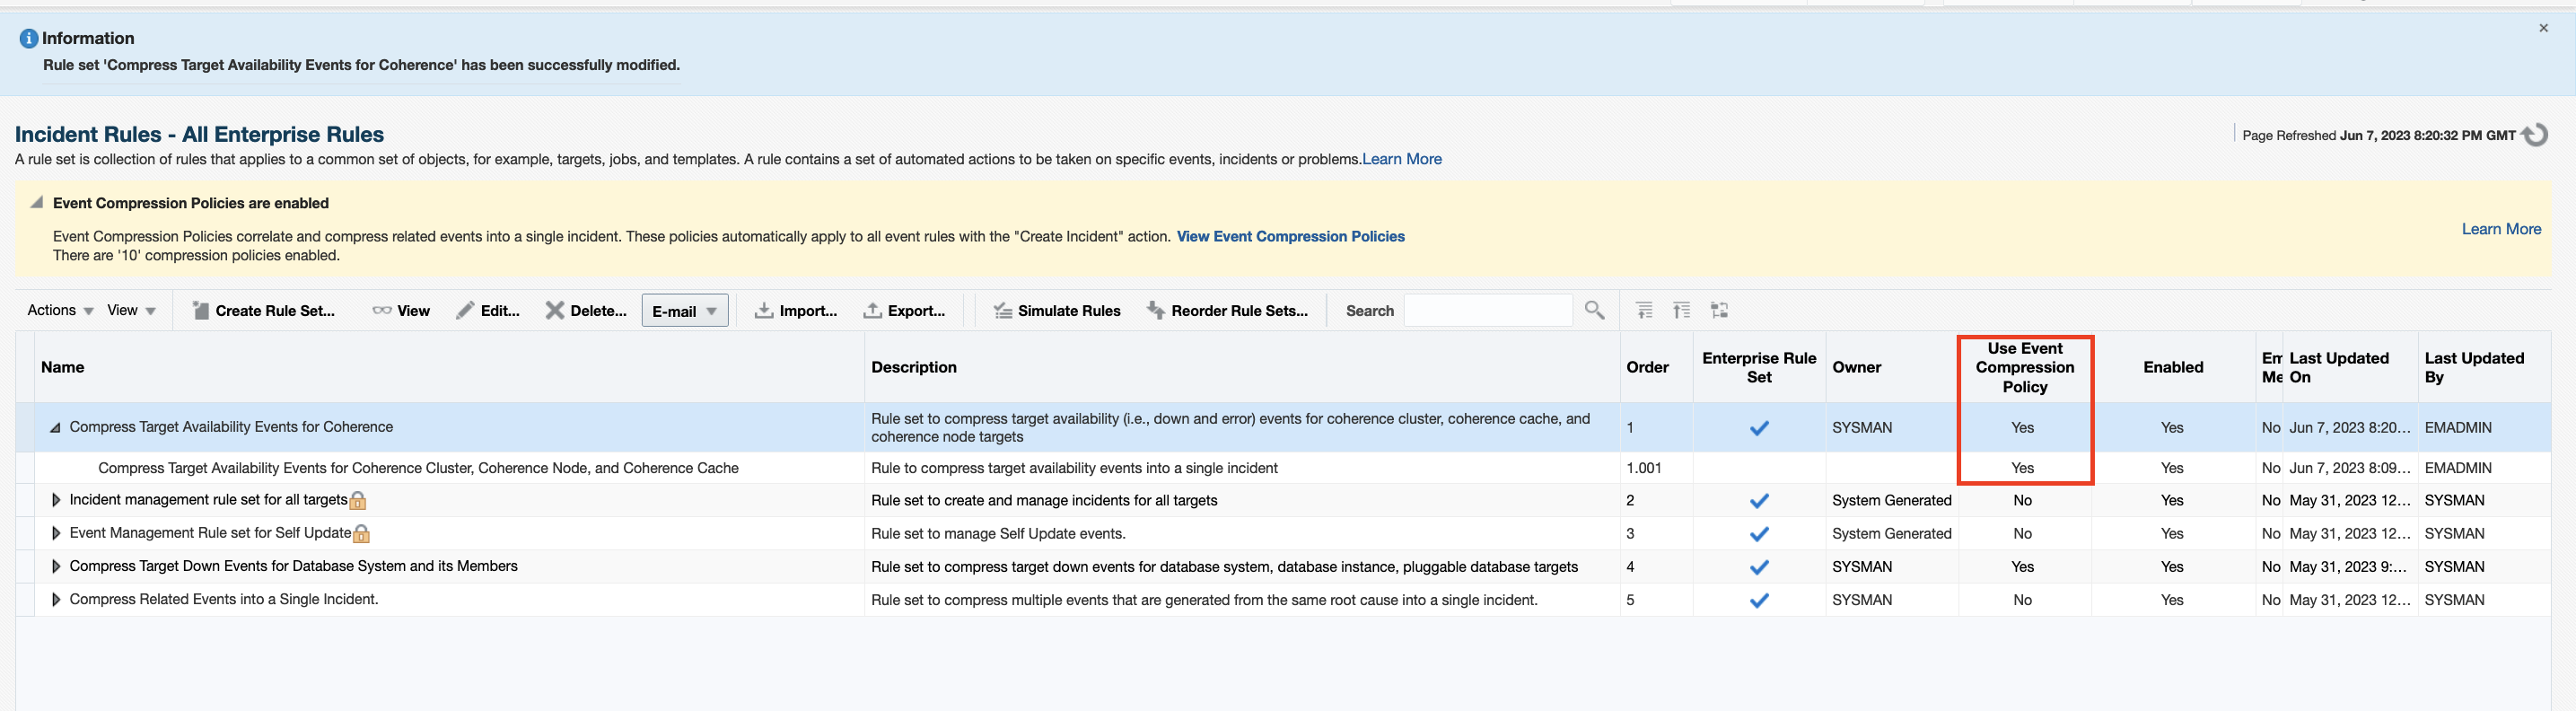 Information
Rule set 'Compress Target Availability Events for Coherence' has been successfully modified.
Incident Rules - All Enterprise Rules
Page Refreshed Jun 7, 2023 8:20:32 PM GMT
A rule set is collection of rules that applies to a common set of objects, for example, targets, jobs, and templates. A rule contains a set of automated actions to be taken on specific events, incidents or problems.Learn More
Event Compression Policies are enabled
Event Compression Policies correlate and compress related events into a single incident. These policies automatically apply to all event rules with the "Create Incident" action. View Event Compression Policies
Learn More
There are '10' compression policies enabled.
Actions View Create Rule Set... View Edit... Delete... E-mail Import... Export... Simulate Rules Reorder Rule Sets... Search
Name Description Order Enterprise Rule Set Owner Use Event Compression Policy Enabled Em Me Last Updated On Last Updated By
Compress Target Availability Events for Coherence Rule set to compress target availability (i.e., down and error) events for coherence cluster, coherence cache, and coherence node targets 1 SYSMAN Yes Yes No Jun 7, 2023 8:20... EMADMIN
Compress Target Availability Events for Coherence Cluster, Coherence Node, and Coherence Cache Rule to compress target availability events into a single incident 1.001 Yes Yes No Jun 7, 2023 8:09... EMADMIN
Incident management rule set for all targets Rule set to create and manage incidents for all targets 2 System Generated No Yes No May 31, 2023 12... SYSMAN
Event Management Rule set for Self Update Rule set to manage Self Update events. 3 System Generated No Yes No May 31, 2023 12... SYSMAN
Compress Target Down Events for Database System and its Members Rule set to compress target down events for database system, database instance, pluggable database targets 4 SYSMAN Yes Yes No May 31, 2023 9:... SYSMAN
Compress Related Events into a Single Incident. Rule set to compress multiple events that are generated from the same root cause into a single incident. 5 SYSMAN No Yes No May 31, 2023 12... SYSMAN